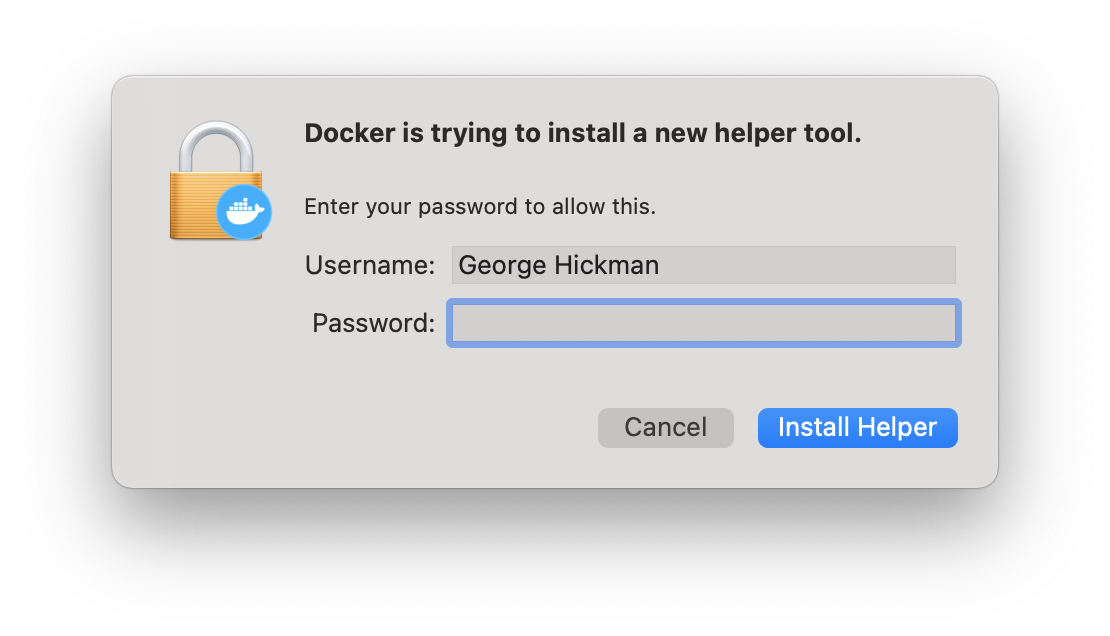 Docker is trying to install a new helper tool.
Enter your password to allow this.
Username: George Hickman
Password:
Cancel Install Helper